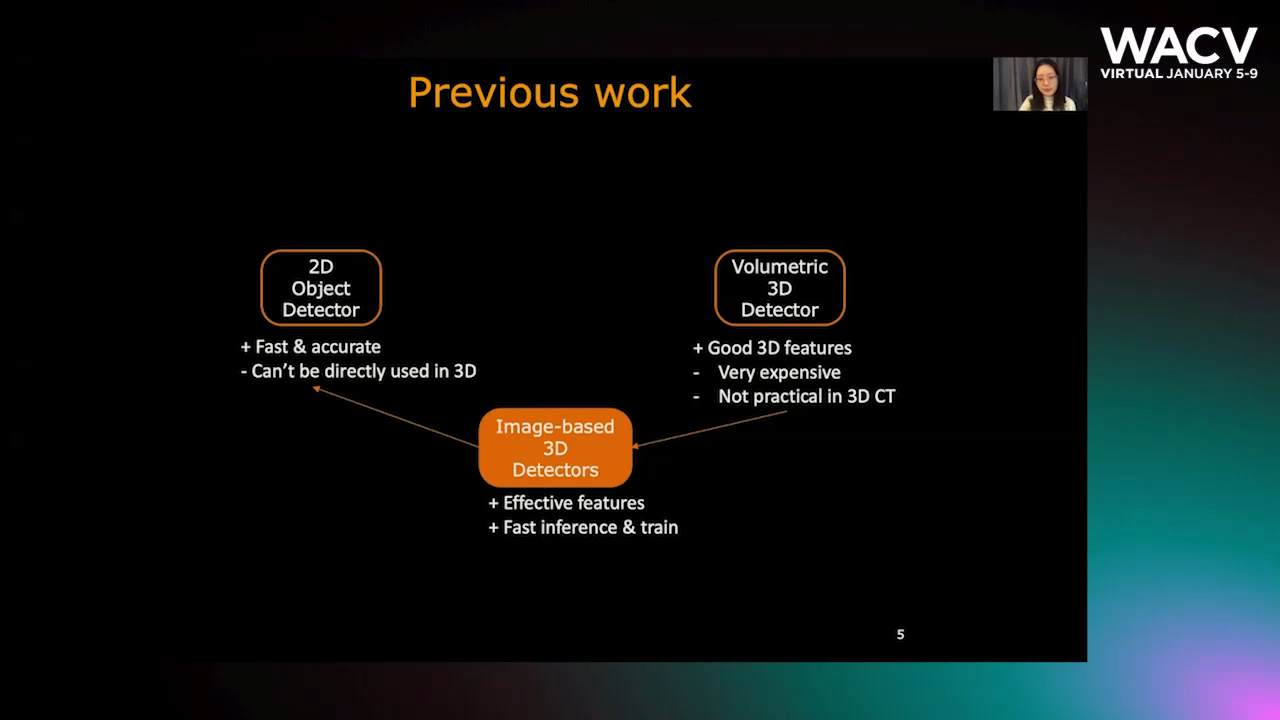 WACV
VIRTUAL JANUARY 5-9
Previous work
2D
Object
Detector
+ Fast & accurate
- Can't be directly used in 3D
Volumetric
3D
Detector
+ Good 3D features
- Very expensive
- Not practical in 3D CT
Image-based
3D
Detectors
+ Effective features
+ Fast inference & train
5